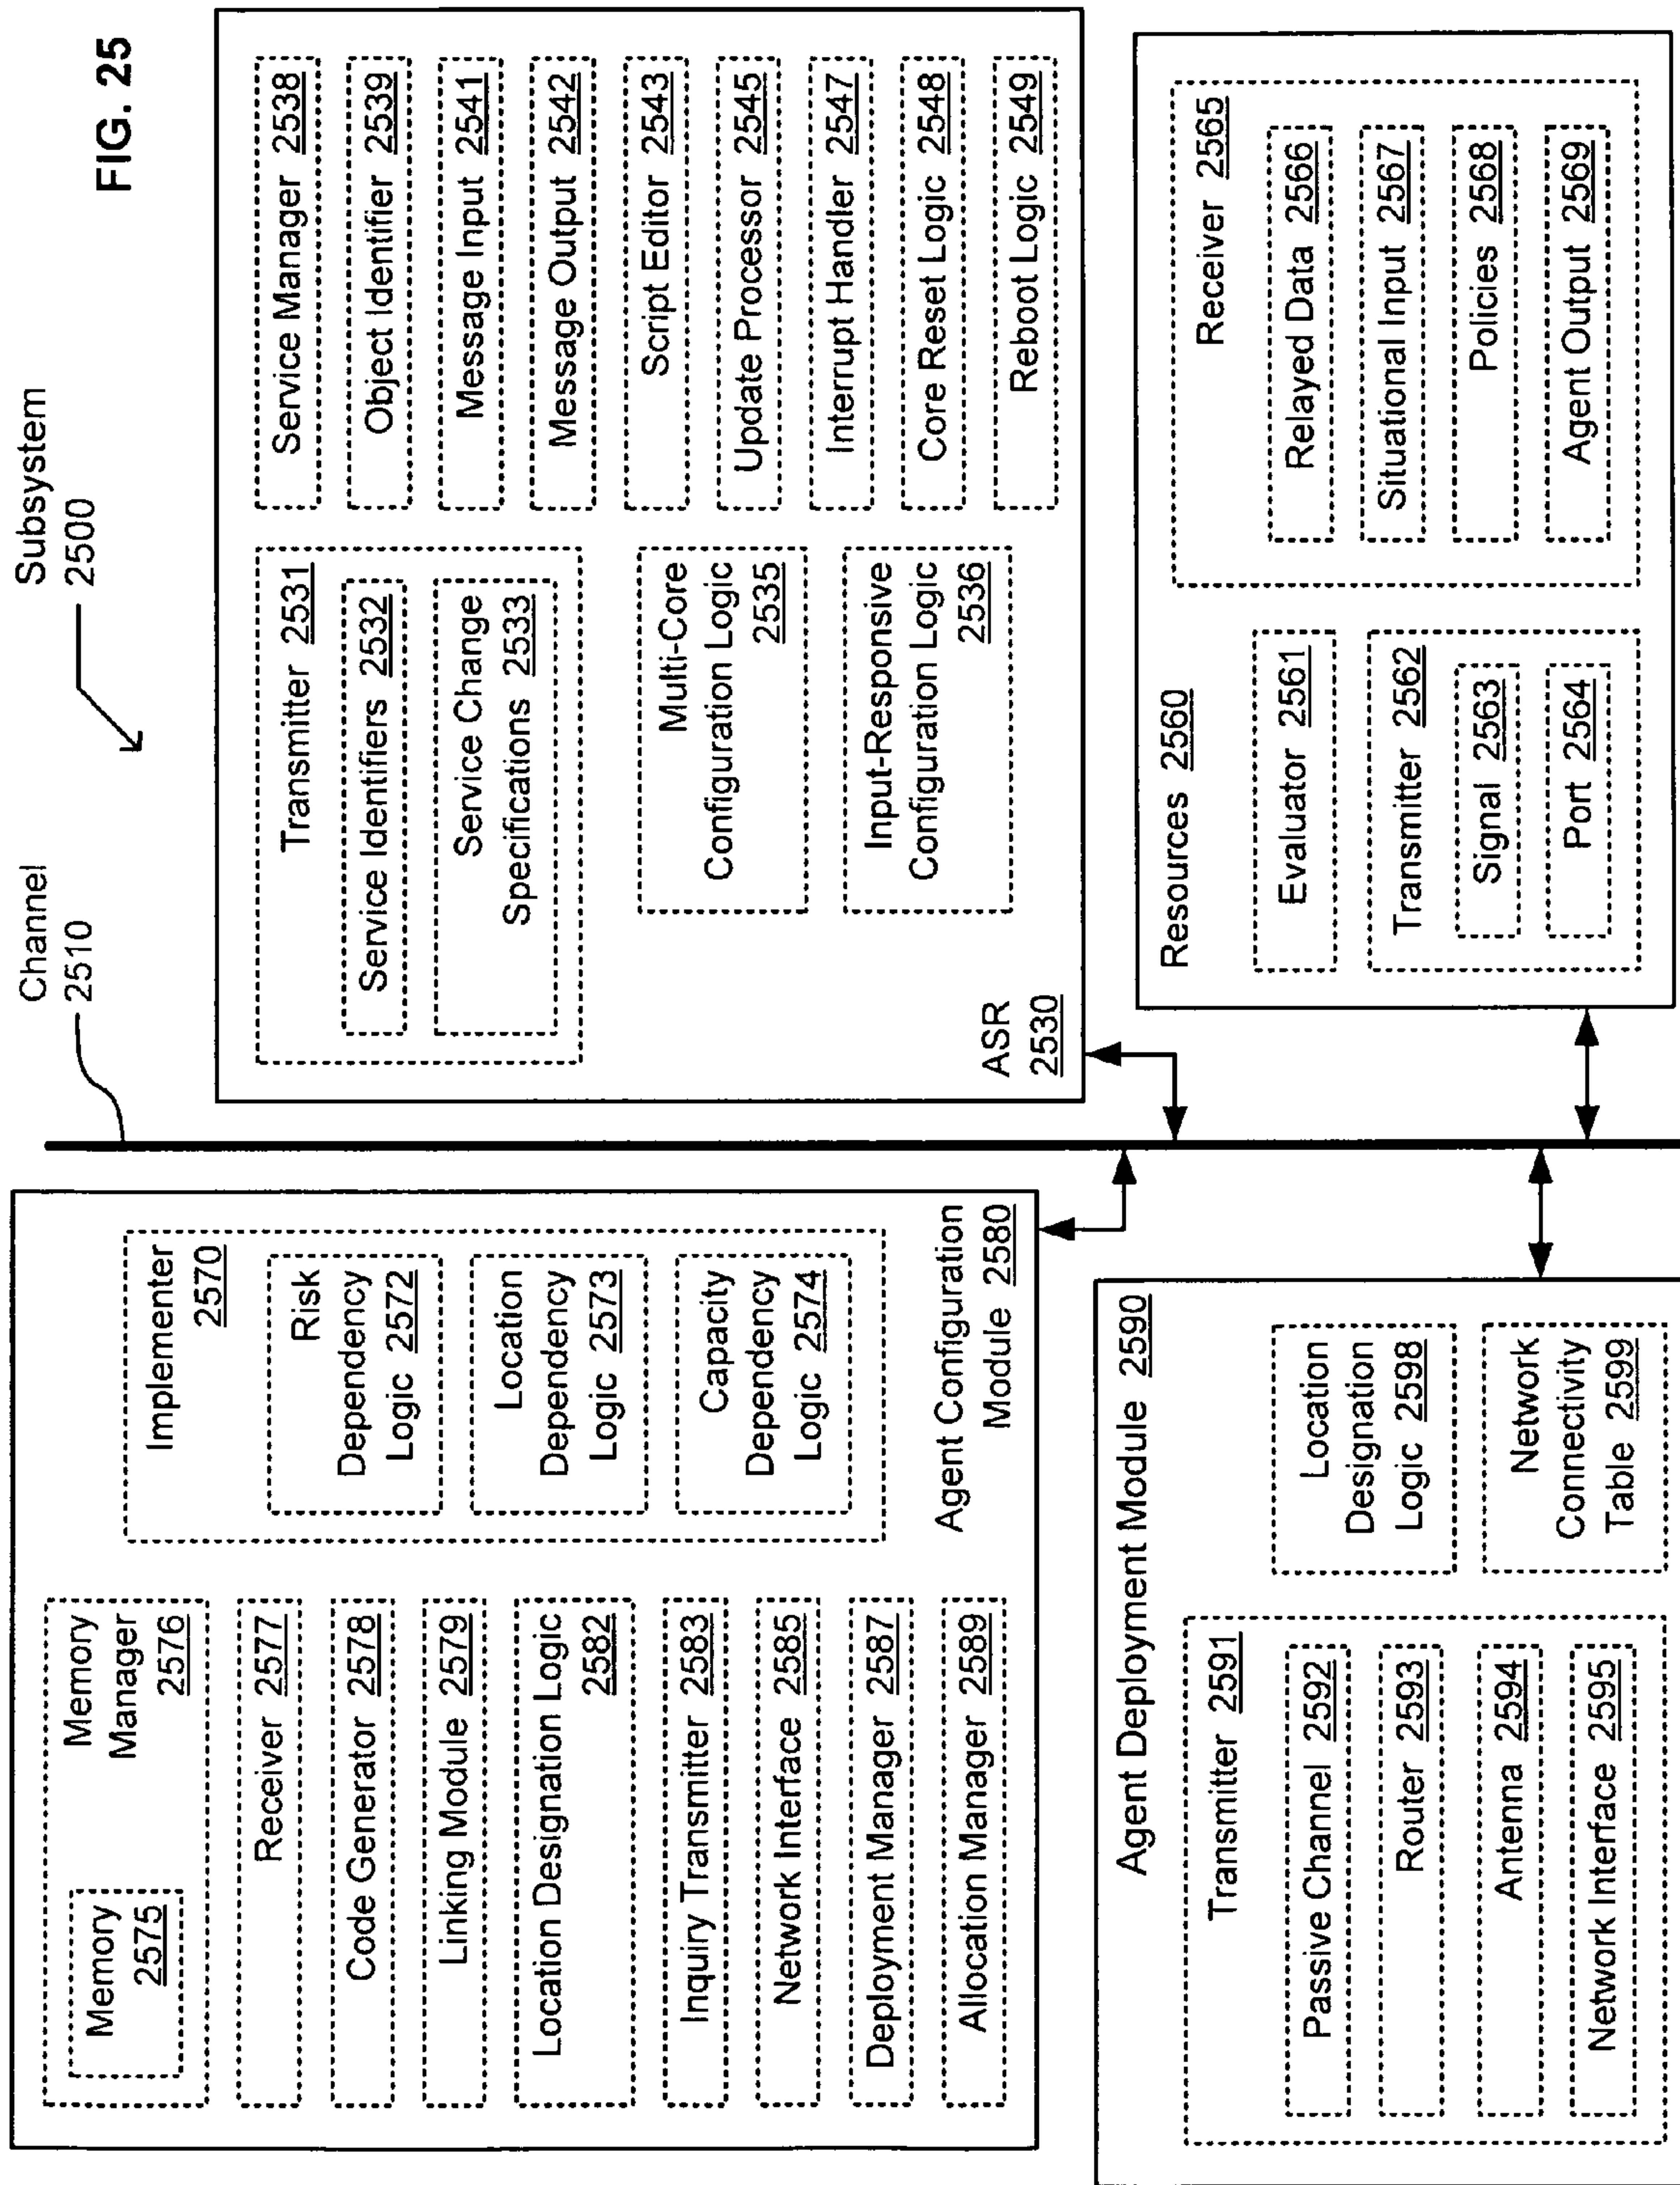 FIG. 25
Subsystem
2500
Channel
2510
Memory
Manager
2576
Memory
2575
Receiver 2577
Code Generator 2578
Linking Module 2579
Location Designation Logic
2582
Inquiry Transmitter 2583
Network Interface 2585
Deployment Manager 2587
Allocation Manager 2589
Implementer
2570
Risk
Dependency
Logic 2572
Location
Dependency
Logic 2573
Capacity
Dependency
Logic 2574
Agent Configuration
Module 2580
Transmitter 2531
Service Identifiers 2532
Service Change
Specifications 2533
Multi-Core
Configuration Logic
2535
Input-Responsive
Configuration Logic
2536
ASR
2530
Service Manager 2538
Object Identifier 2539
Message Input 2541
Message Output 2542
Script Editor 2543
Update Processor 2545
Interrupt Handler 2547
Core Reset Logic 2548
Reboot Logic 2549
Agent Deployment Module 2590
Transmitter 2591
Passive Channel 2592
Router 2593
Antenna 2594
Network Interface 2595
Location
Designation
Logic 2598
Network
Connectivity
Table 2599
Resources 2560
Evaluator 2561
Transmitter 2562
Signal 2563
Port 2564
Receiver 2565
Relayed Data 2566
Situational Input 2567
Policies 2568
Agent Output 2569